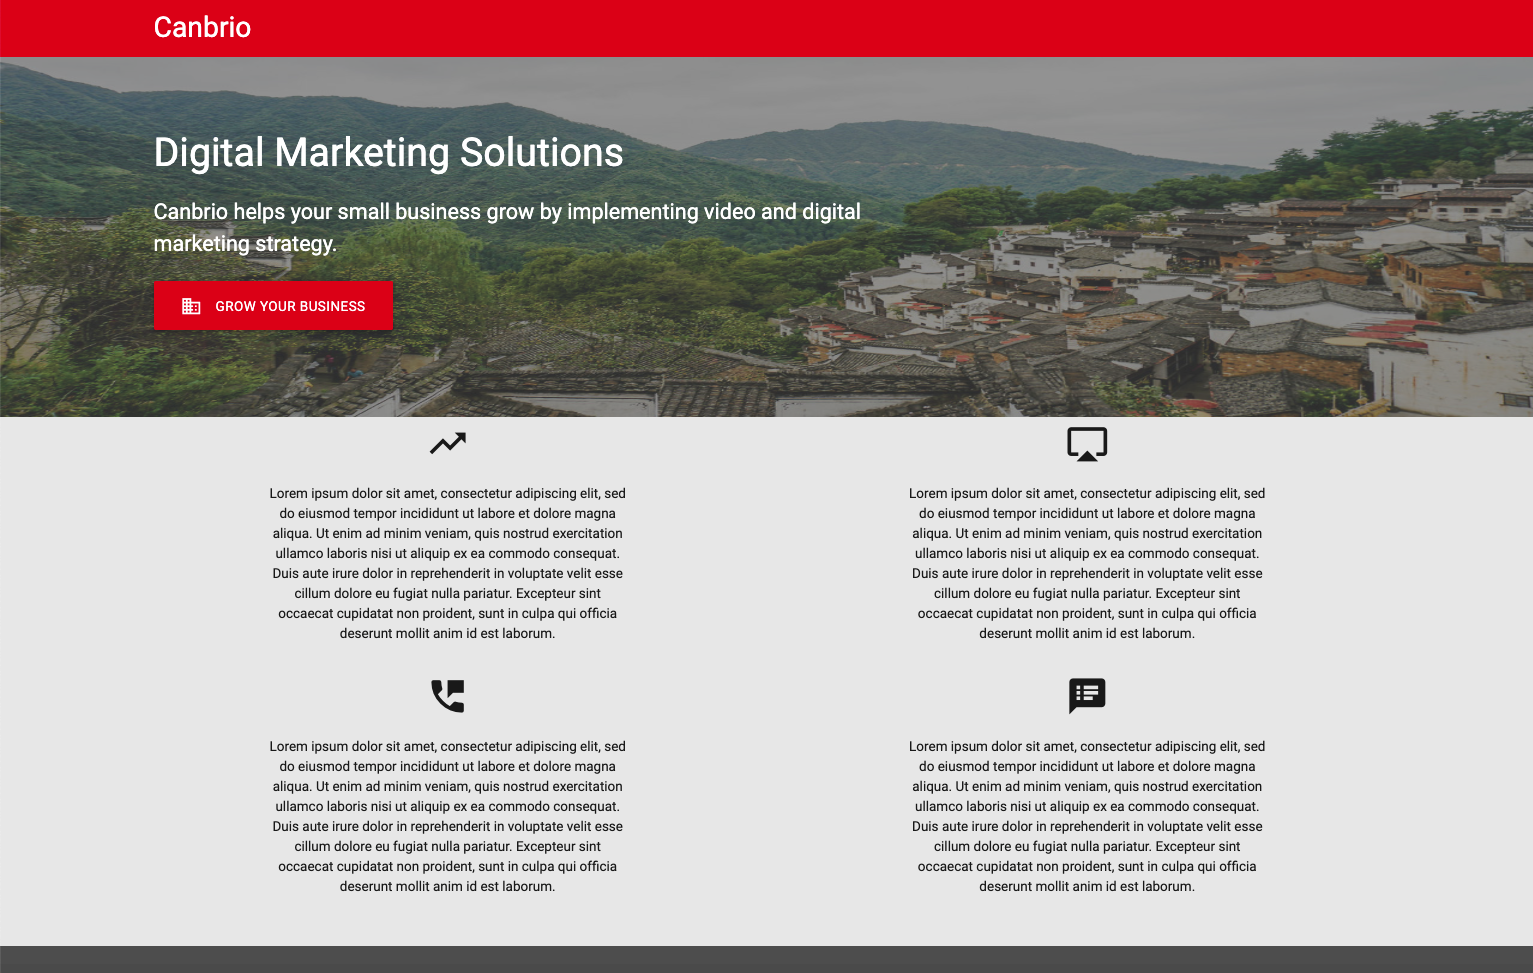 Canbrio
Digital Marketing Solutions
Canbrio helps your small business grow by implementing video and digital
marketing strategy.
GROW YOUR BUSINESS
Lorem ipsum dolor sit amet, consectetur adipiscing elit, sed
do eiusmod tempor incididunt ut labore et dolore magna
aliqua. Ut enim ad minim veniam, quis nostrud exercitation
ullamco laboris nisi ut aliquip ex ea commodo consequat.
Duis aute irure dolor in reprehenderit in voluptate velit esse
cillum dolore eu fugiat nulla pariatur. Excepteur sint
occaecat cupidatat non proident, sunt in culpa qui officia
deserunt mollit anim id est laborum.
Lorem ipsum dolor sit amet, consectetur adipiscing elit, sed
do eiusmod tempor incididunt ut labore et dolore magna
aliqua. Ut enim ad minim veniam, quis nostrud exercitation
ullamco laboris nisi ut aliquip ex ea commodo consequat.
Duis aute irure dolor in reprehenderit in voluptate velit esse
cillum dolore eu fugiat nulla pariatur. Excepteur sint
occaecat cupidatat non proident, sunt in culpa qui officia
deserunt mollit anim id est laborum.
Lorem ipsum dolor sit amet, consectetur adipiscing elit, sed
do eiusmod tempor incididunt ut labore et dolore magna
aliqua. Ut enim ad minim veniam, quis nostrud exercitation
ullamco laboris nisi ut aliquip ex ea commodo consequat.
Duis aute irure dolor in reprehenderit in voluptate velit esse
cillum dolore eu fugiat nulla pariatur. Excepteur sint
occaecat cupidatat non proident, sunt in culpa qui officia
deserunt mollit anim id est laborum.
Lorem ipsum dolor sit amet, consectetur adipiscing elit, sed
do eiusmod tempor incididunt ut labore et dolore magna
aliqua. Ut enim ad minim veniam, quis nostrud exercitation
ullamco laboris nisi ut aliquip ex ea commodo consequat.
Duis aute irure dolor in reprehenderit in voluptate velit esse
cillum dolore eu fugiat nulla pariatur. Excepteur sint
occaecat cupidatat non proident, sunt in culpa qui officia
deserunt mollit anim id est laborum.